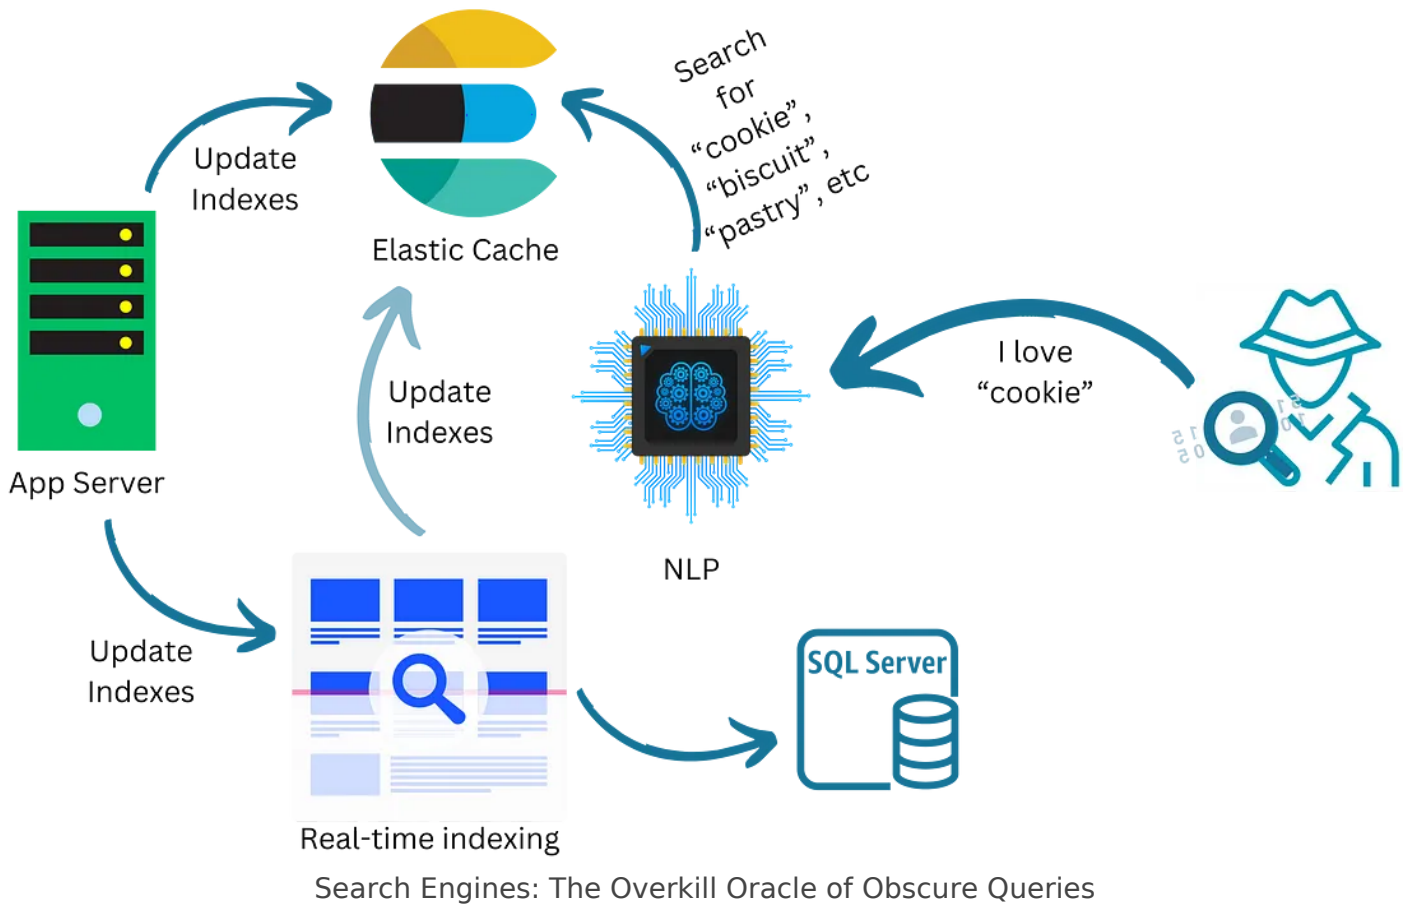 Search
for
“cookie”,
“biscuit” ,
“pastry” , etc
Update
Indexes
Elastic Cache
I love
“cookie”
Update
Indexes
App Server
NLP
Update
Indexes
SQL Server
Real-time indexing
Search Engines: The Overkill Oracle of Obscure Queries